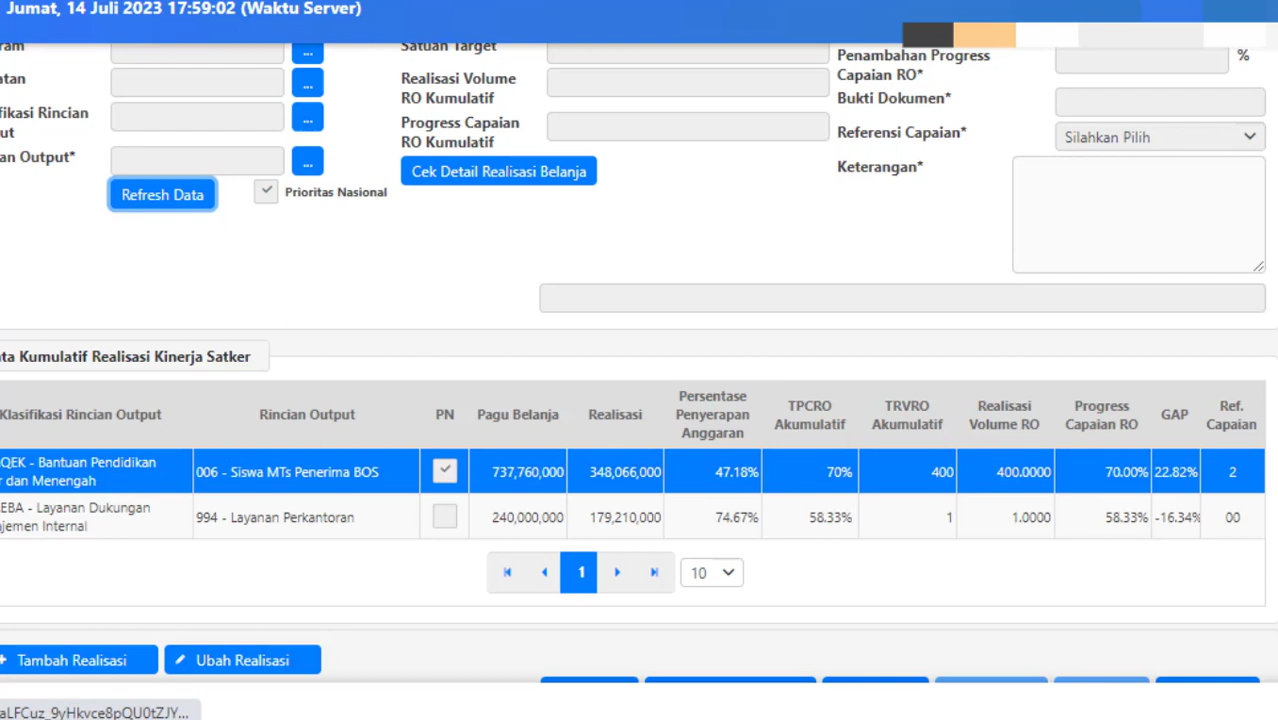 Jumat, 14 Juli 2023 17:59:02 (Waktu Server)
Satuan Target
Realisasi Volume
RO Kumulatif
Progress Capaian
RO Kumulatif
Cek Detail Realisasi Belanja
Penambahan Progress
Capaian RO*
%
Bukti Dokumen*
Referensi Capaian*
Silahkan Pilih
Keterangan*
ram
...
atan
...
fikasi Rincian
ut
...
an Output*
...
Refresh Data
Prioritas Nasional
ta Kumulatif Realisasi Kinerja Satker
Klasifikasi Rincian Output
Rincian Output
PN
Pagu Belanja
Realisasi
Persentase
Penyerapan
Anggaran
TPCRO
Akumulatif
TRVRO
Akumulatif
Realisasi
Volume RO
Progress
Capaian RO
GAP
Ref.
Capaian
QEK - Bantuan Pendidikan
r dan Menengah
006 - Siswa MTs Penerima BOS
737,760,000
348,066,000
47.18%
70%
400
400.0000
70.00%
22.82%
2
EBA - Layanan Dukungan
ajemen Internal
994 - Layanan Perkantoran
240,000,000
179,210,000
74.67%
58.33%
1
1.0000
58.33%
-16.34%
00
1
10
Tambah Realisasi
Ubah Realisasi
aLFCuz_9yHkvce8pQU0tZJY...